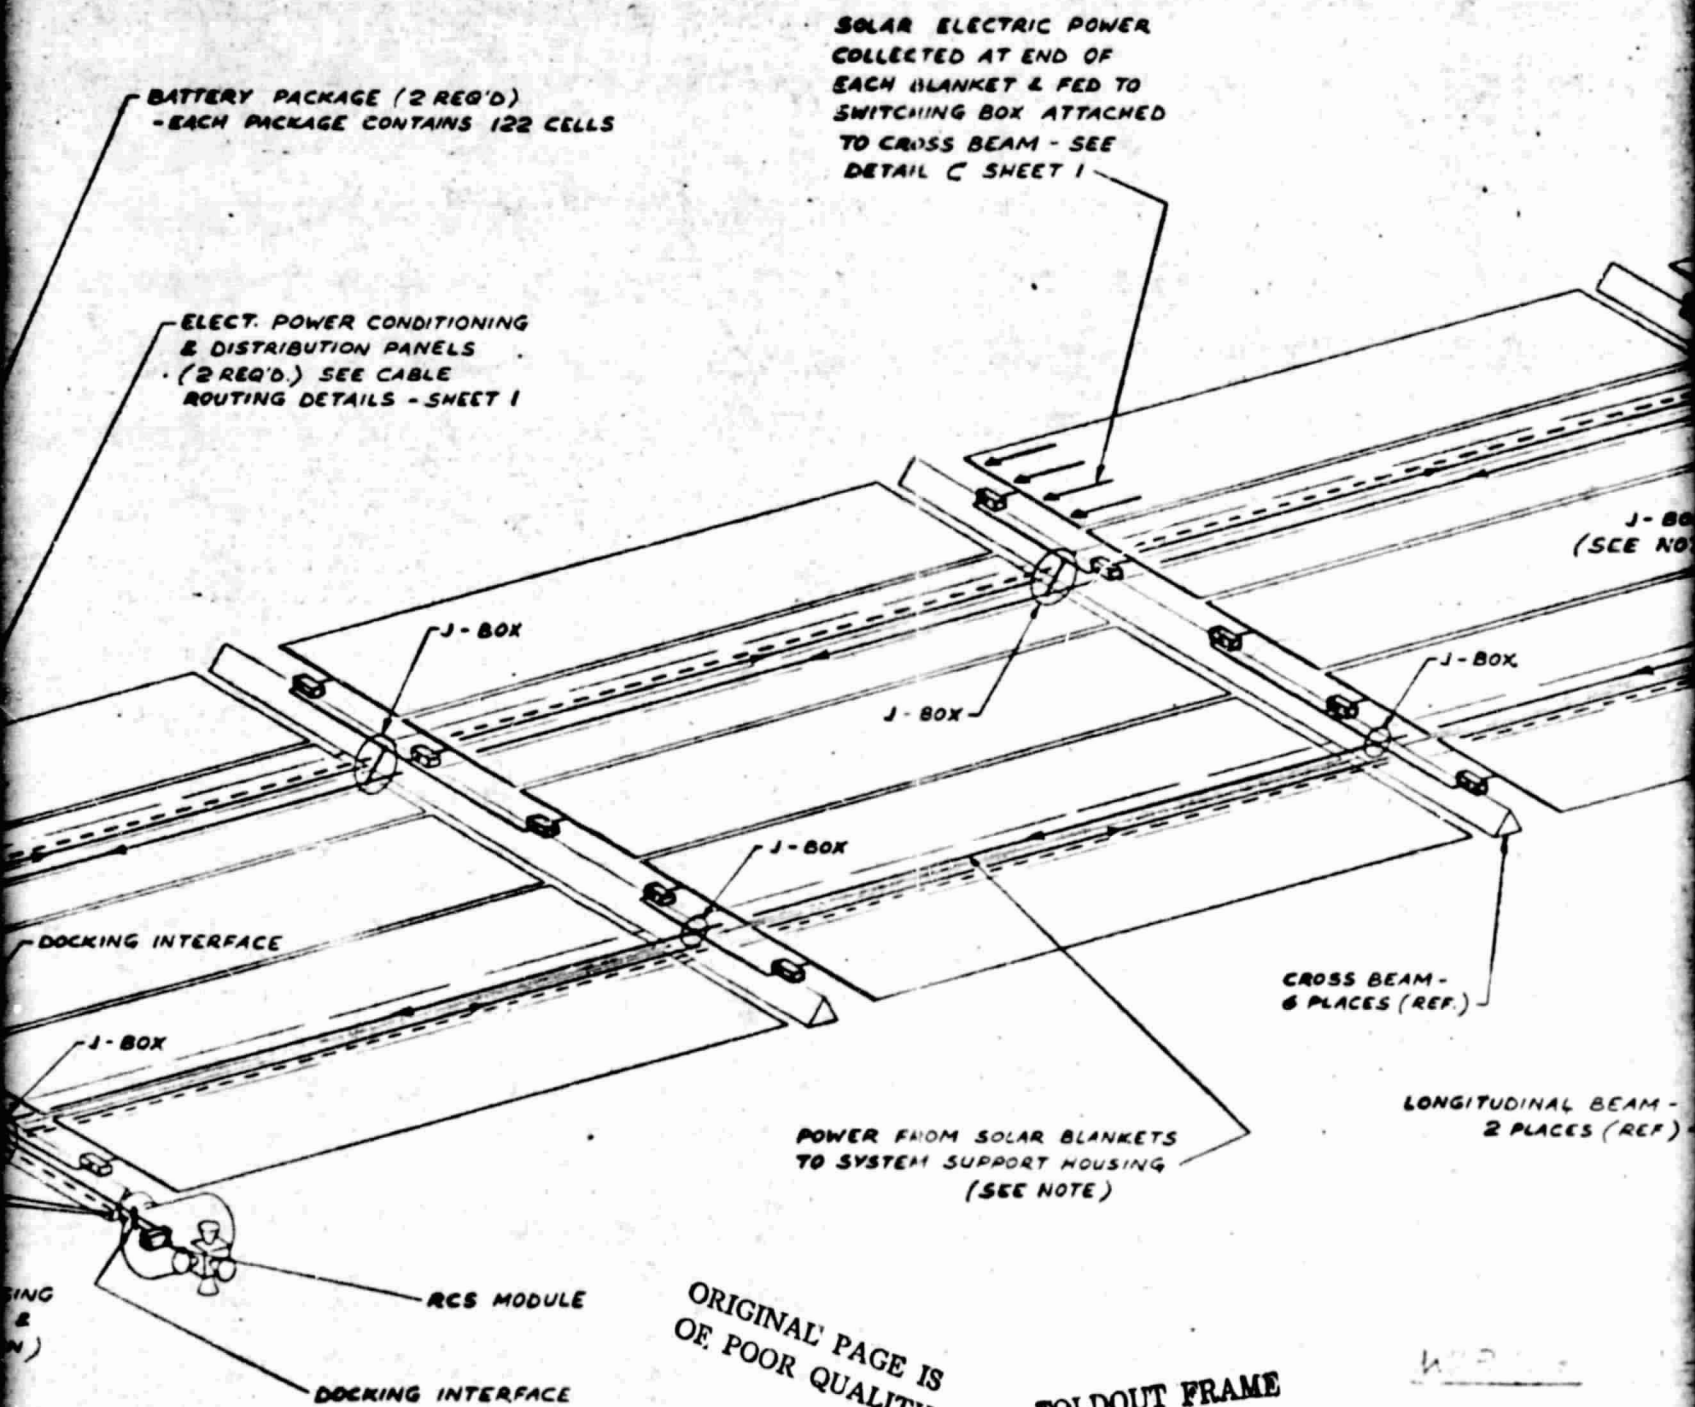 SOLAR ELECTRIC POWER
COLLECTED AT END OF
EACH BLANKET & FED TO
SWITCHING BOX ATTACHED
TO CROSS BEAM - SEE
DETAIL C SHEET 1
BATTERY PACKAGE (2 REQ'D)
- EACH PACKAGE CONTAINS 122 CELLS
ELECT. POWER CONDITIONING
& DISTRIBUTION PANELS
(2 REQ'D.) SEE CABLE
ROUTING DETAILS - SHEET 1
J-BO
(SEE NO
J-BOX
J-BOX
J-BOX
J-BOX
DOCKING INTERFACE
CROSS BEAM -
6 PLACES (REF.)
J-BOX
LONGITUDINAL BEAM -
2 PLACES (REF)
POWER FROM SOLAR BLANKETS
TO SYSTEM SUPPORT HOUSING
(SEE NOTE)
SING
&
N)
RCS MODULE
DOCKING INTERFACE
ORIGINAL PAGE IS
OF POOR QUALITY
FOLDOUT FRAME